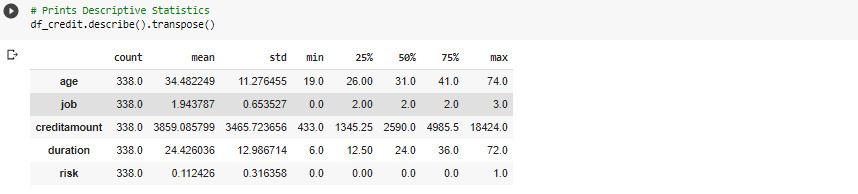 # Prints Descriptive Statistics
df_credit.describe().transpose()
count mean std min 25% 50% 75% max
age 338.0 34.482249 11.276455 19.0 26.00 31.0 41.0 74.0
job 338.0 1.943787 0.653527 0.0 2.00 2.0 2.0 3.0
creditamount 338.0 3859.085799 3465.723656 433.0 1345.25 2590.0 4985.5 18424.0
duration 338.0 24.426036 12.986714 6.0 12.50 24.0 36.0 72.0
risk 338.0 0.112426 0.316358 0.0 0.00 0.0 0.0 1.0